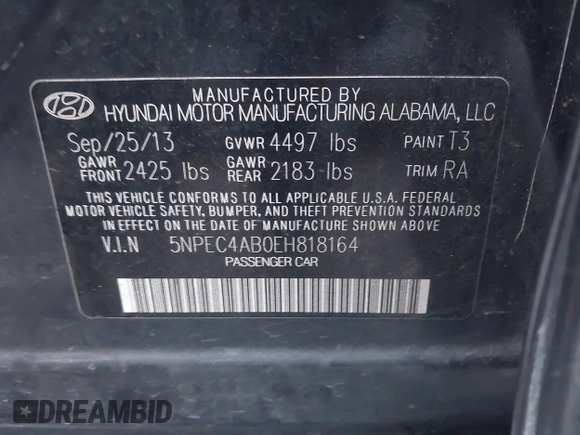 MANUFACTURED BY
HYUNDAI MOTOR MANUFACTURING ALABAMA, LLC
Sep/25/13 GVWR 4497 lbs PAINT T3
GAWR FRONT 2425 lbs GAWR REAR 2183 lbs TRIM RA
THIS VEHICLE CONFORMS TO ALL APPLICABLE U.S.A. FEDERAL
MOTOR VEHICLE SAFETY, BUMPER, AND THEFT PREVENTION STANDARDS
IN EFFECT ON THE DATE OF MANUFACTURE SHOWN ABOVE
V.I.N 5NPEC4AB0EH818164
PASSENGER CAR
DREAMBID